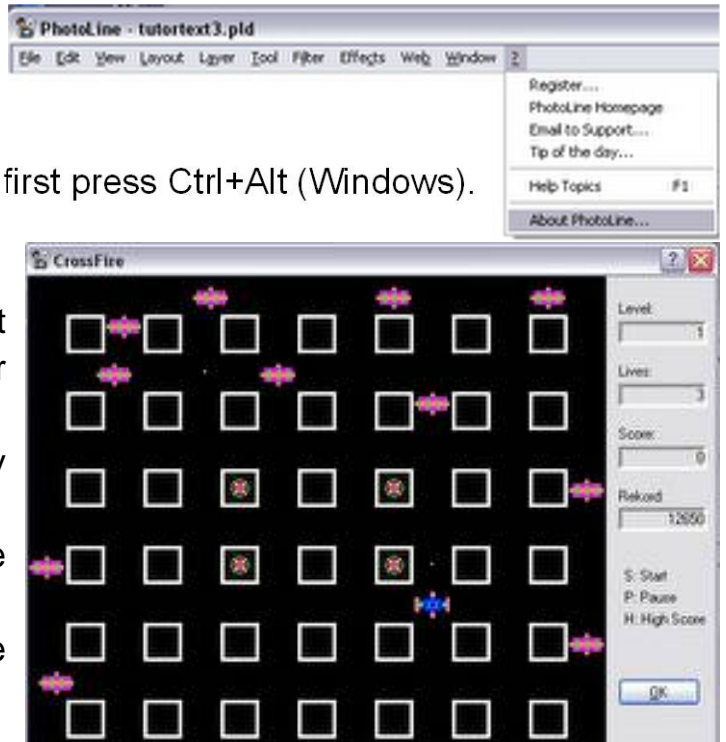 PhotoLine - tutortext3.pld
File Edit View Layout Layer Tool Filter Effects Web Window ?
Register...
PhotoLine Homepage
Email to Support...
Tip of the day...
Help Topics F1
About PhotoLine...
first press Ctrl+Alt (Windows).
CrossFire
Level:
1
Lives:
3
Score:
0
Rekord
12650
S: Start
P: Pause
H: High Score
OK